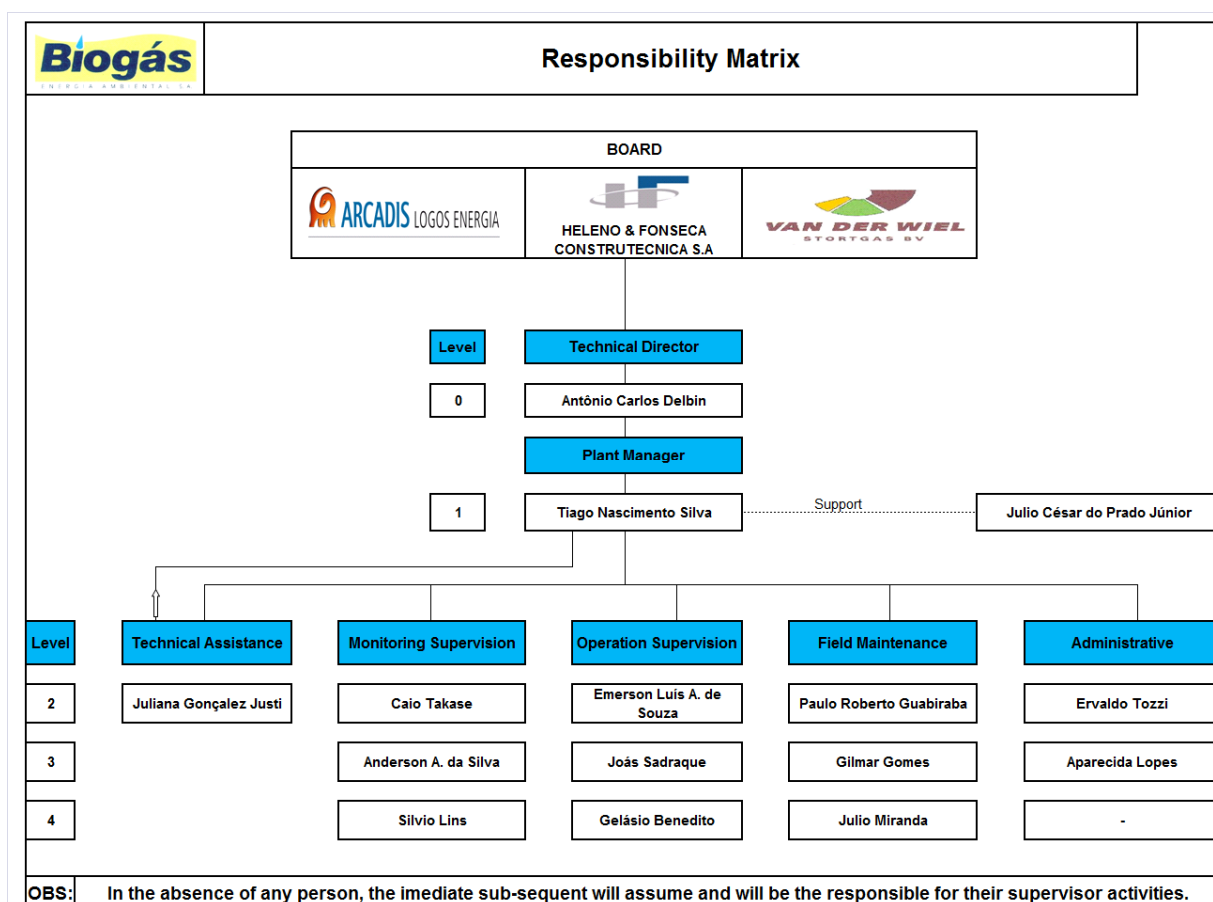 Biogás
ENERGIA AMBIENTAL SA
Responsibility Matrix
BOARD
ARCADIS LOGOS ENERGIA
HELENO & FONSECA
CONSTRUTECNICA S.A
VAN DER WIEL
STORTGAS BV
Level
Technical Director
0
Antônio Carlos Delbin
Plant Manager
1
Tiago Nascimento Silva
Support
Julio César do Prado Júnior
Level
Technical Assistance
Monitoring Supervision
Operation Supervision
Field Maintenance
Administrative
2
Juliana Gonçalez Justi
Caio Takase
Emerson Luís A. de
Souza
Paulo Roberto Guabiraba
Ervaldo Tozzi
3
Anderson A. da Silva
Joás Sadraque
Gilmar Gomes
Aparecida Lopes
4
Silvio Lins
Gelásio Benedito
Julio Miranda
-
OBS: In the absence of any person, the imediate sub-sequent will assume and will be the responsible for their supervisor activities.